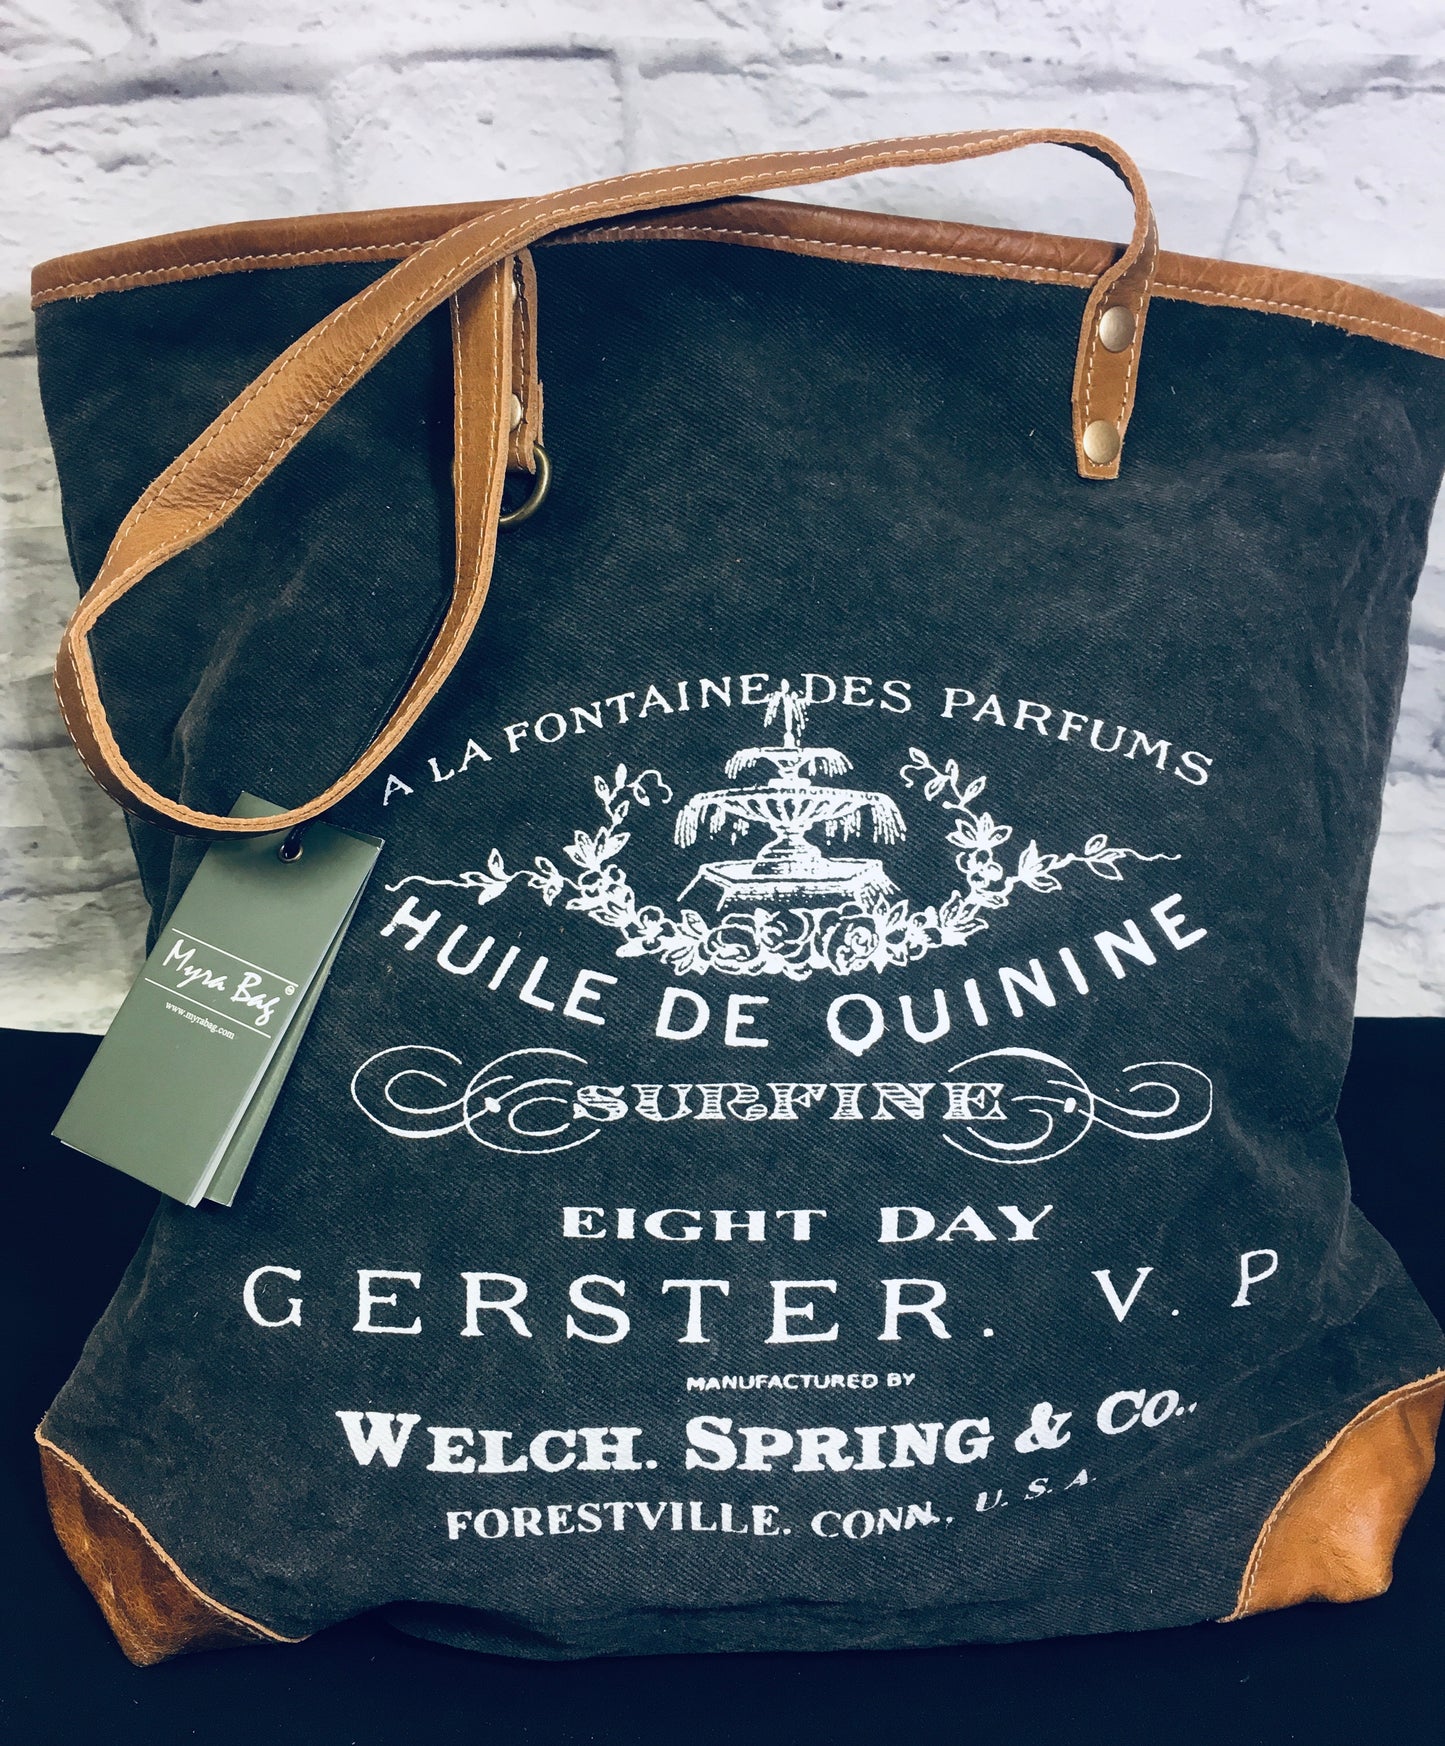 A LA FONTAINE DES PARFUMS
HUILE DE QUININE
SURFINE
EIGHT DAY
GERSTER. V. P
MANUFACTURED BY
WELCH. SPRING & CO.,
FORESTVILLE. CONN., U. S. A.
Myra Bag
www.myrabag.com